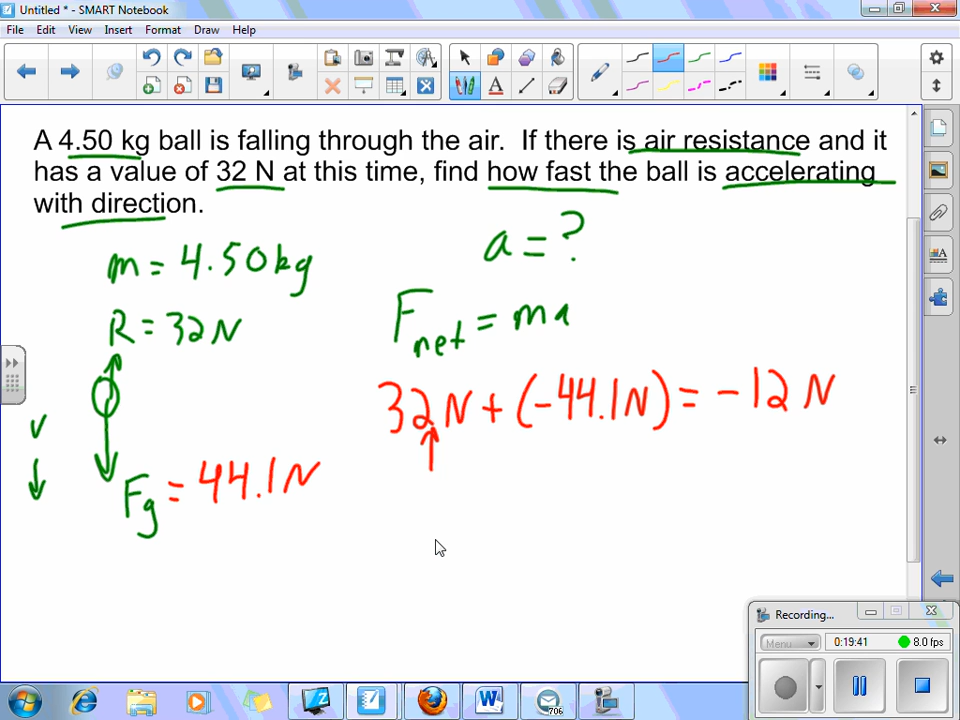 Untitled * - SMART Notebook
File Edit View Insert Format Draw Help
A 4.50 kg ball is falling through the air. If there is air resistance and it
has a value of 32 N at this time, find how fast the ball is accelerating
with direction.
m = 4.50kg
a = ?
R = 32N
Fnet = ma
32N + (-44.1N) = -12 N
v
Fg = 44.1N
Recording...
Menu
0:19:41
8.0 fps
706